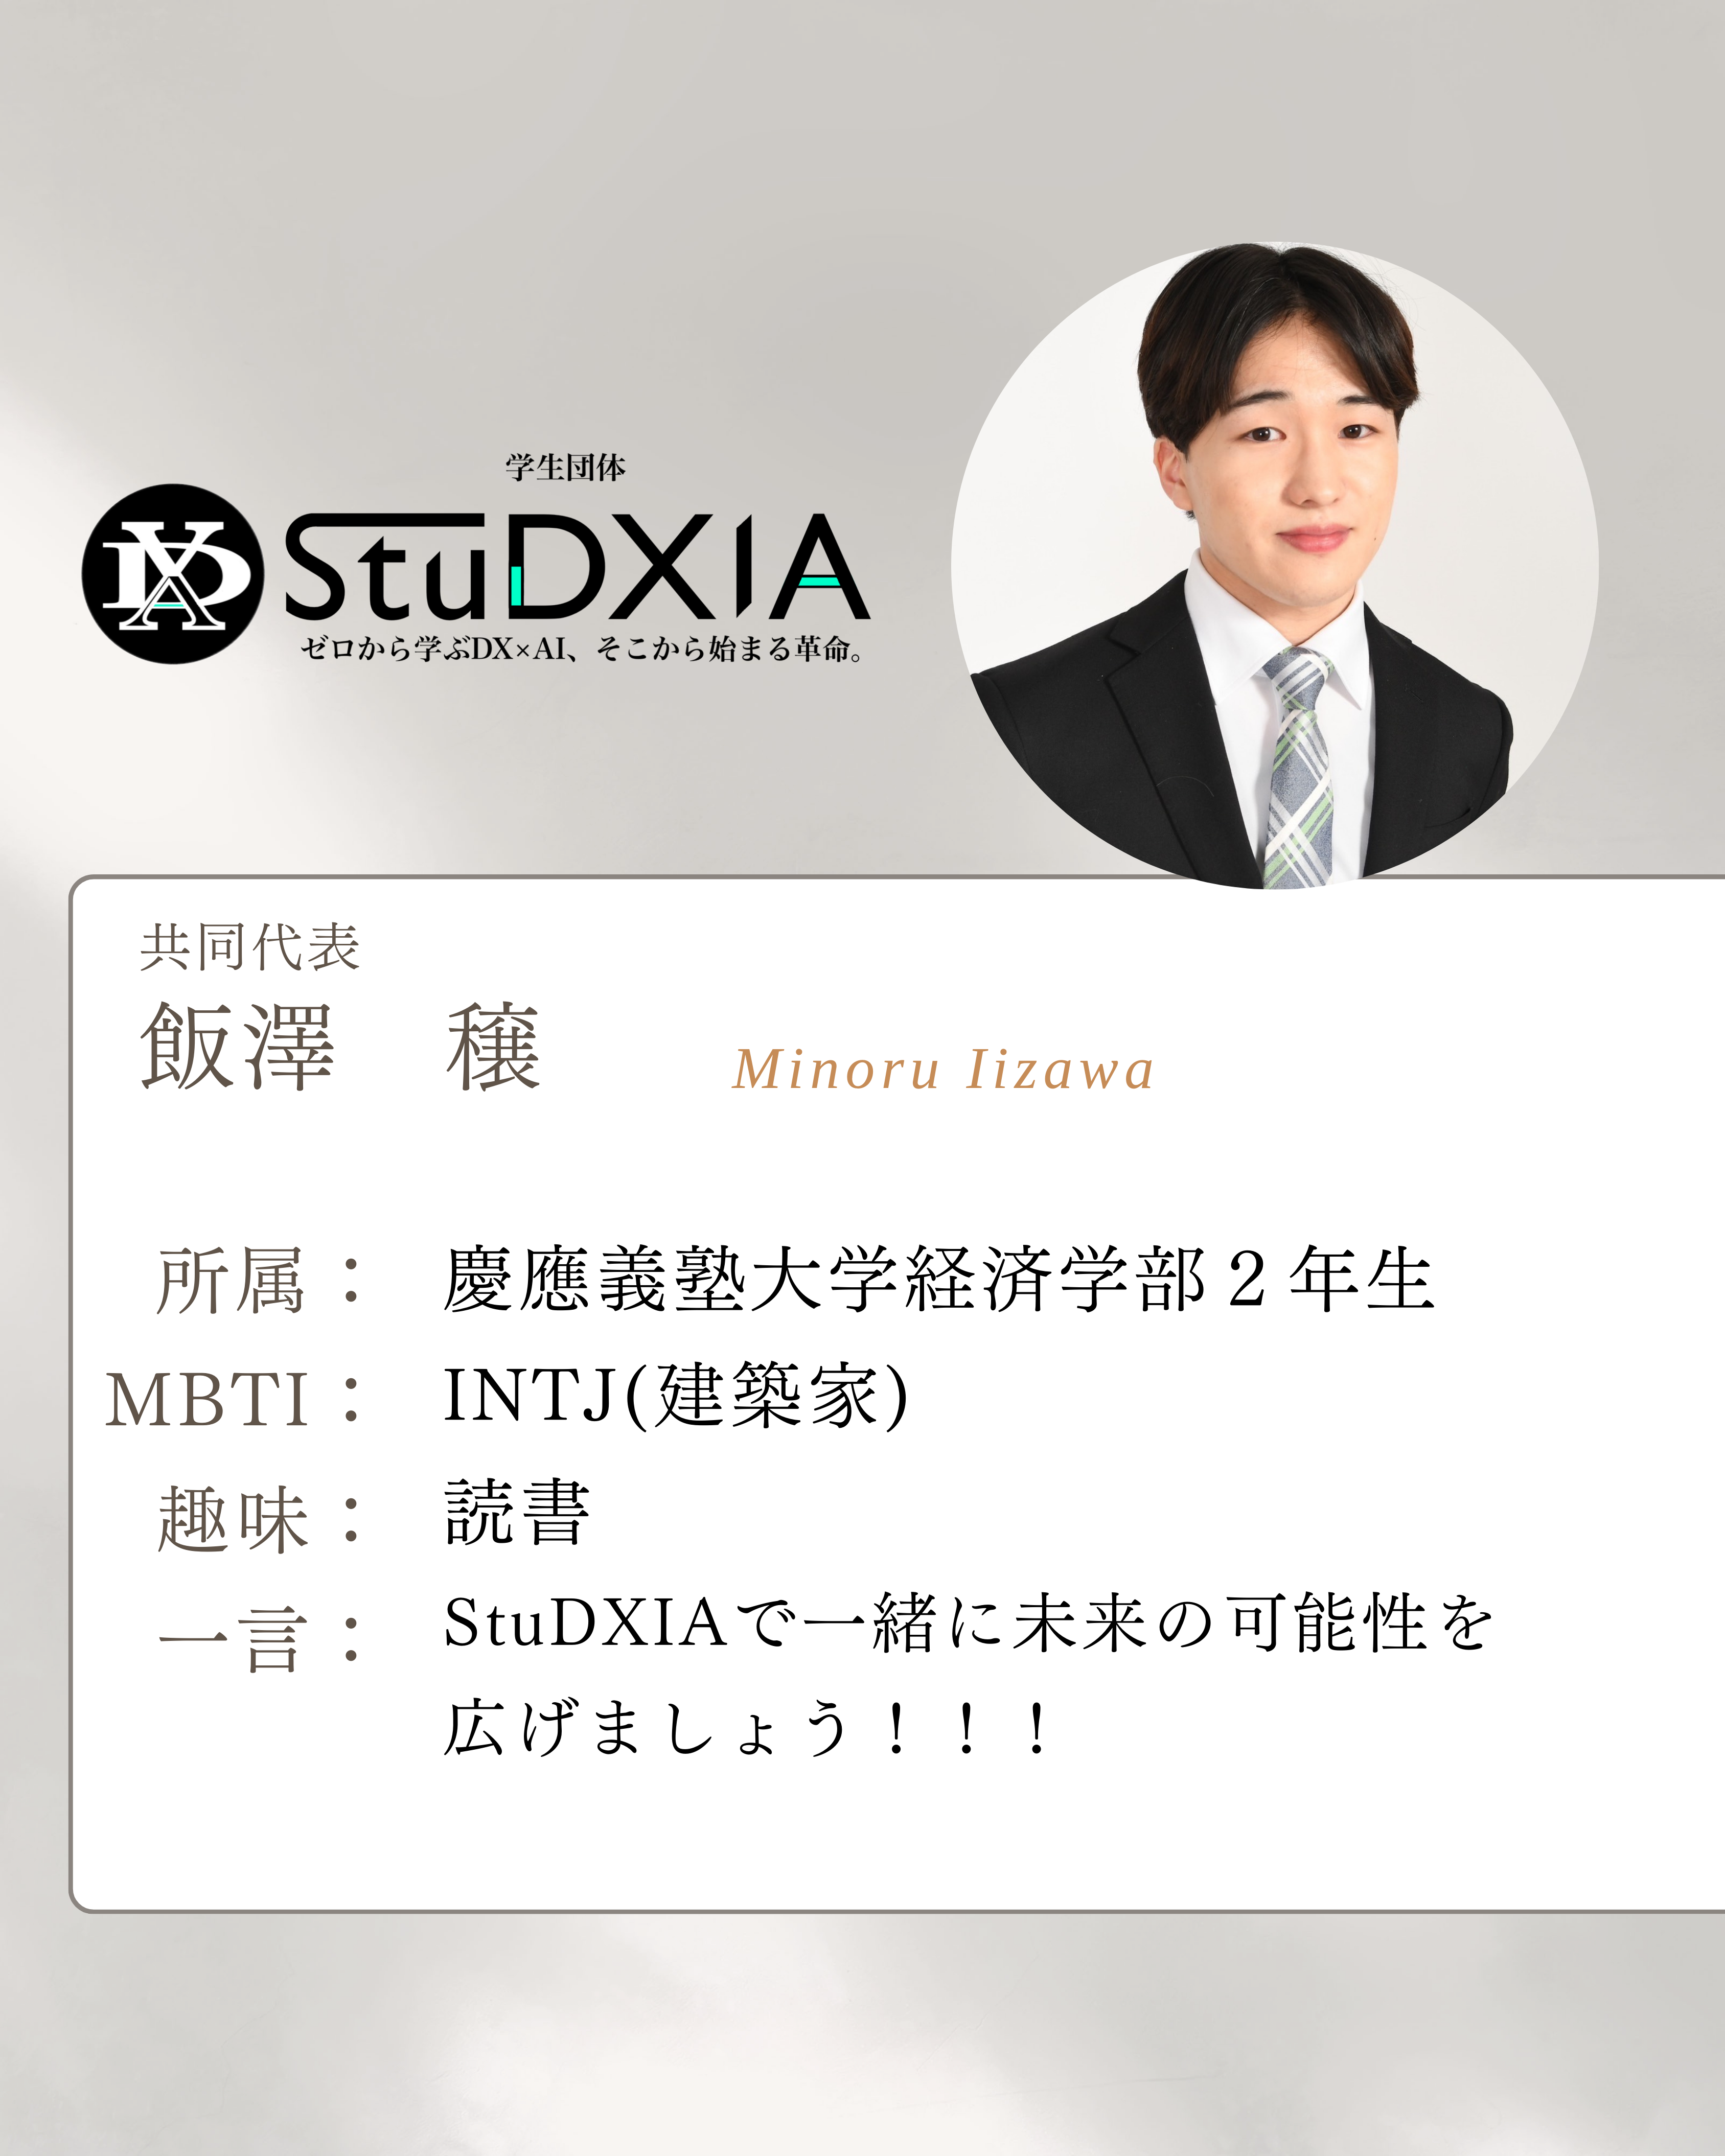 学生団体
StuDXIA
ゼロから学ぶDX×AI、そこから始まる革命。
共同代表
飯澤　穣
Minoru Iizawa
所属： 慶應義塾大学経済学部２年生
MBTI： INTJ(建築家)
趣味： 読書
一言： StuDXIAで一緒に未来の可能性を
広げましょう！！！